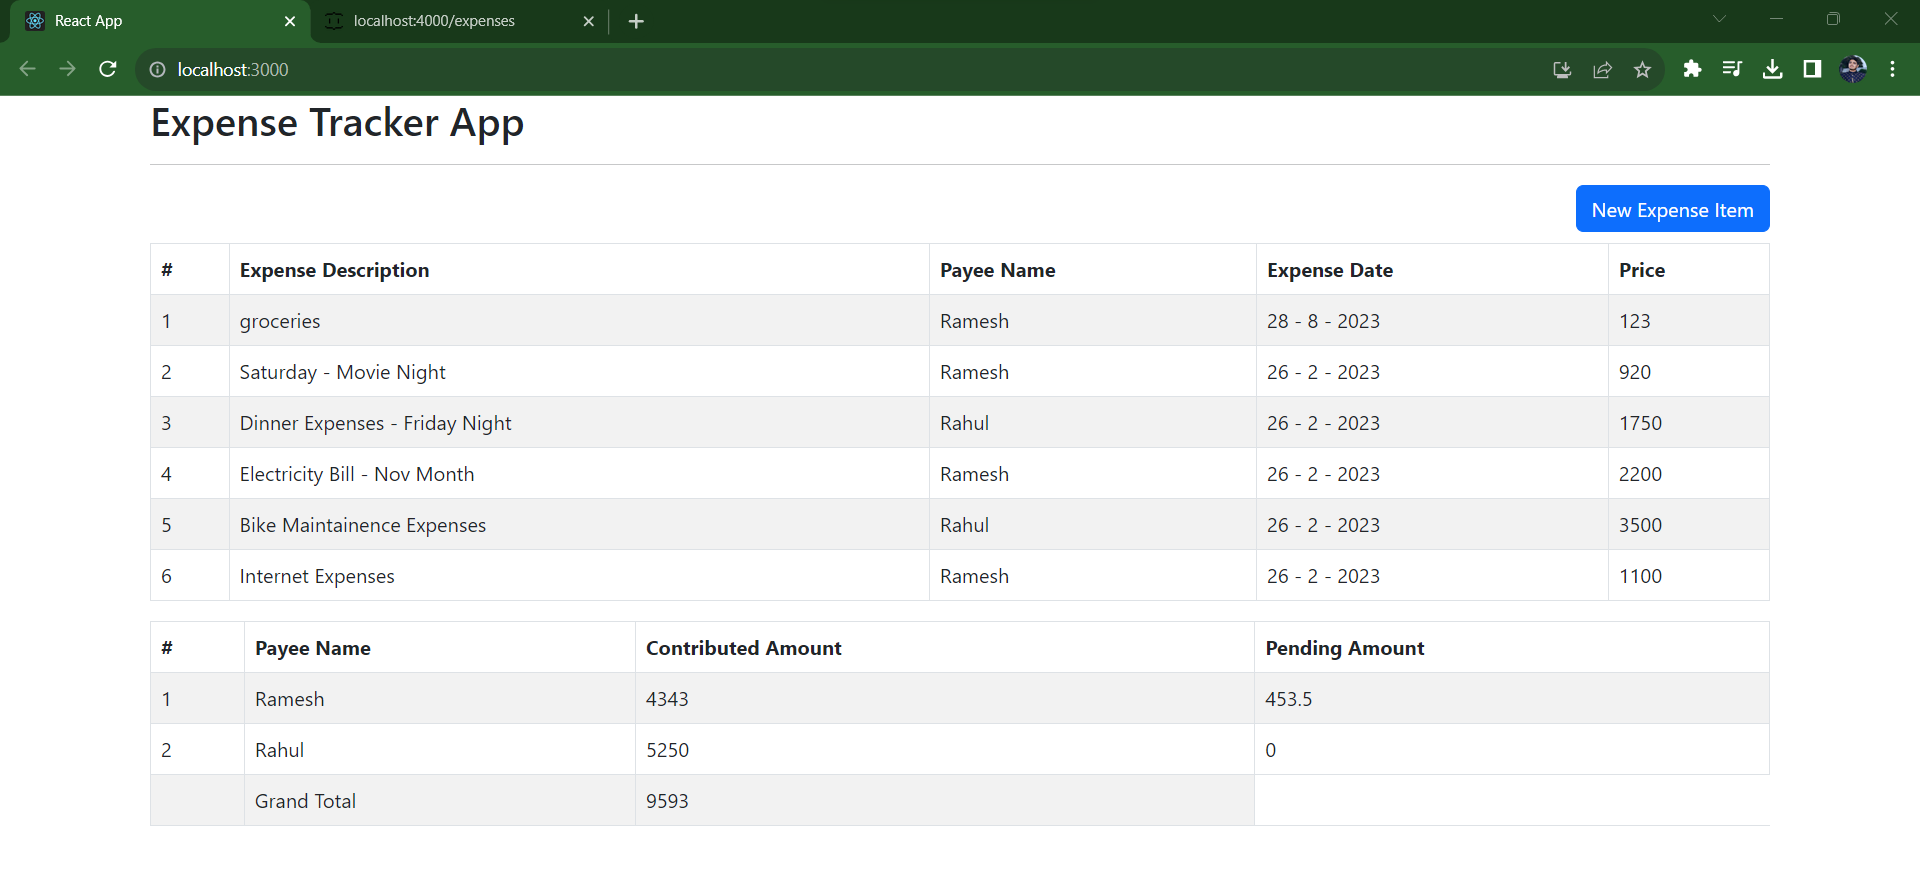 React App
localhost:4000/expenses
localhost:3000
Expense Tracker App
New Expense Item
# Expense Description Payee Name Expense Date Price
1 groceries Ramesh 28 - 8 - 2023 123
2 Saturday - Movie Night Ramesh 26 - 2 - 2023 920
3 Dinner Expenses - Friday Night Rahul 26 - 2 - 2023 1750
4 Electricity Bill - Nov Month Ramesh 26 - 2 - 2023 2200
5 Bike Maintainence Expenses Rahul 26 - 2 - 2023 3500
6 Internet Expenses Ramesh 26 - 2 - 2023 1100
# Payee Name Contributed Amount Pending Amount
1 Ramesh 4343 453.5
2 Rahul 5250 0
Grand Total 9593